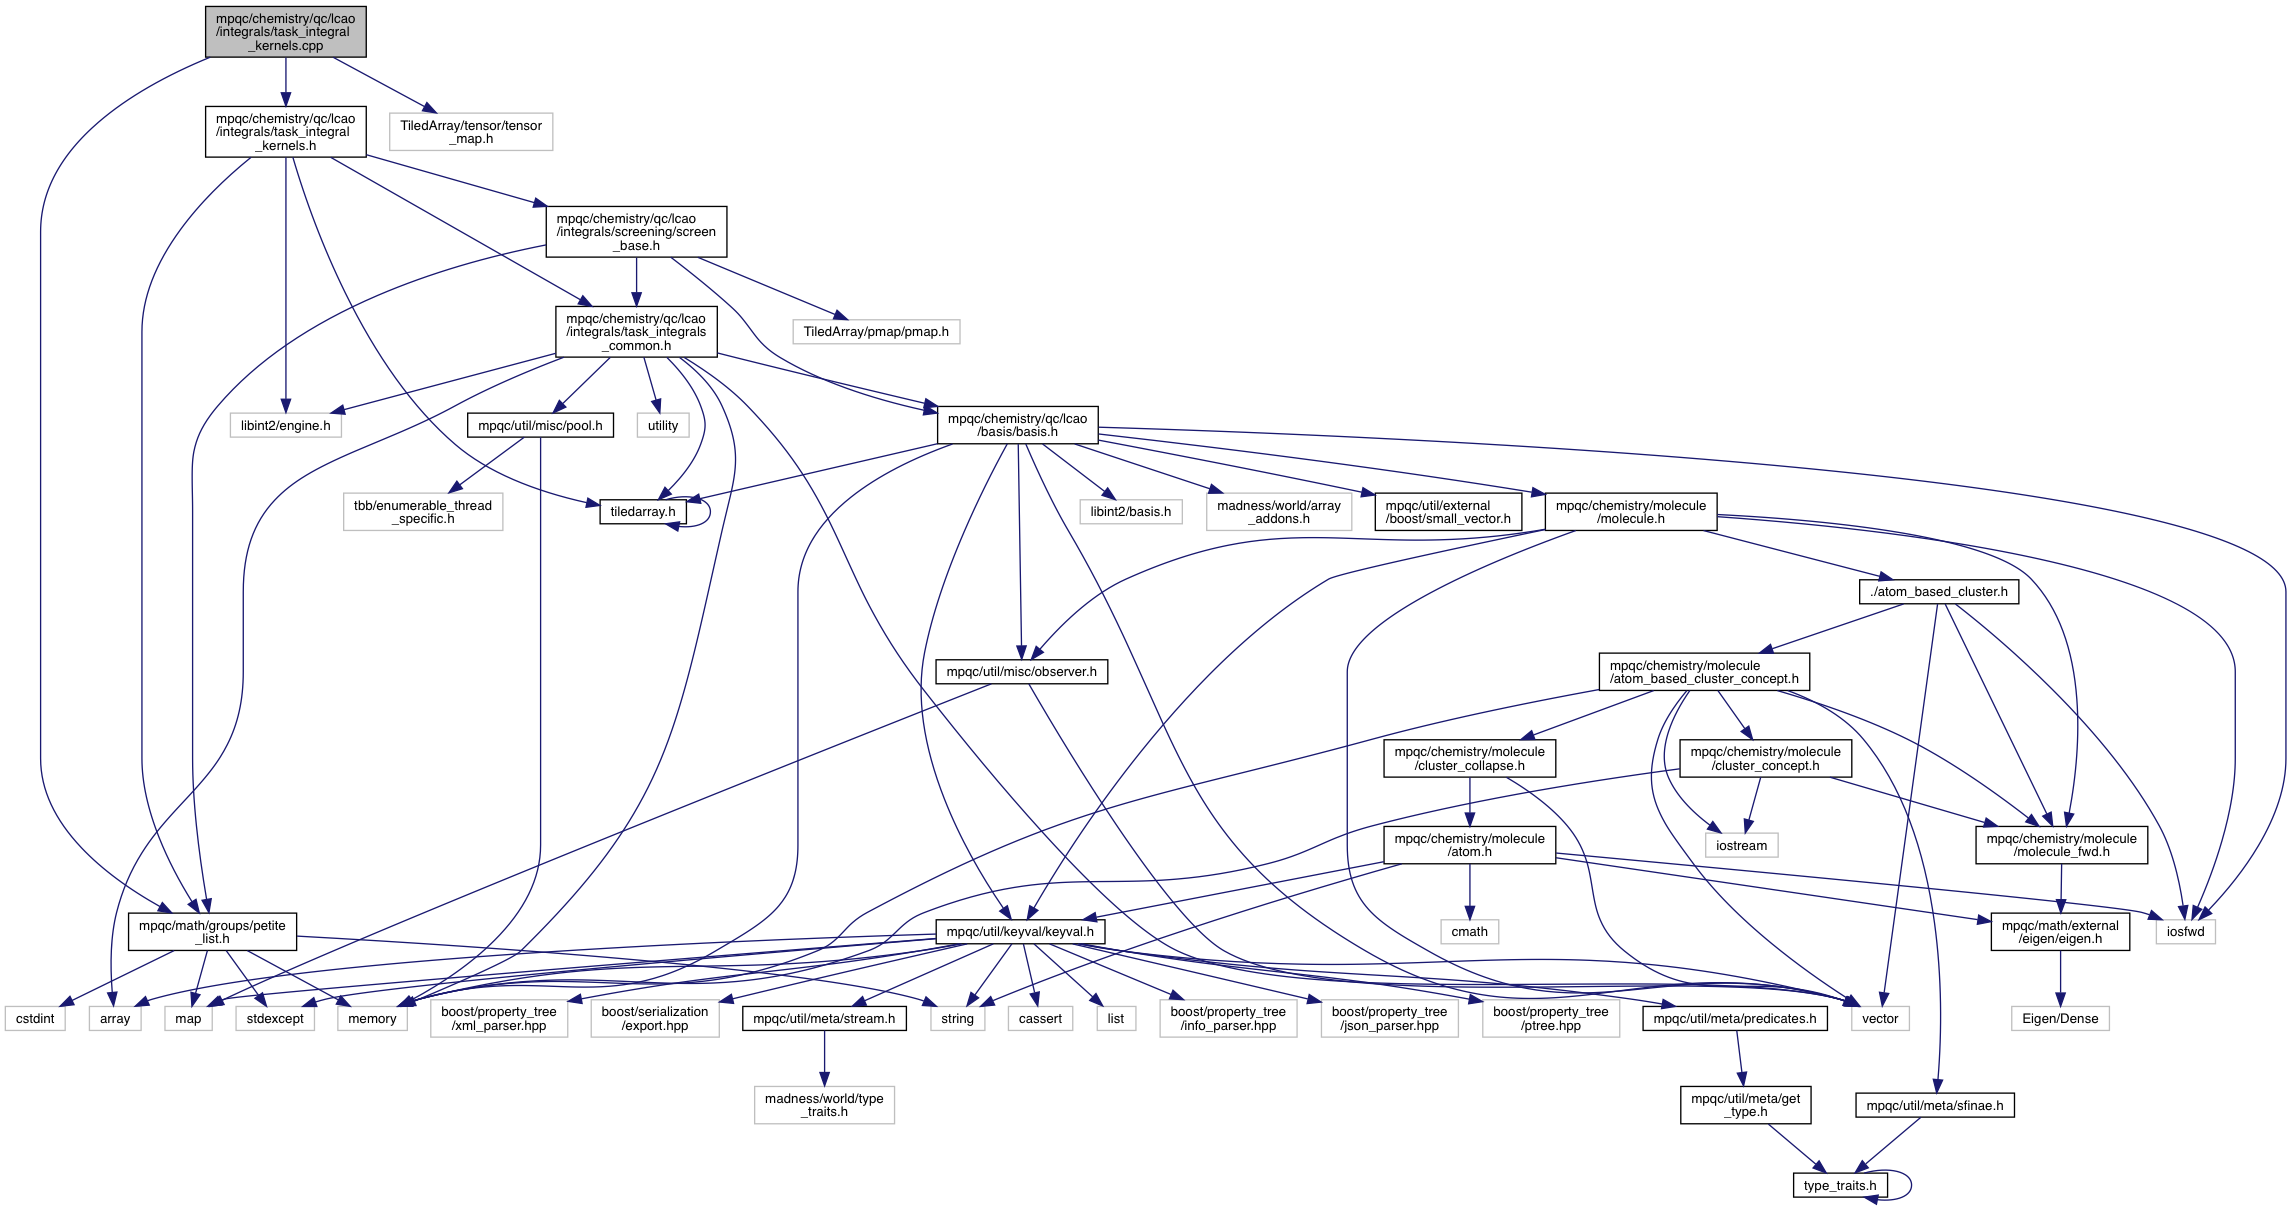 mpqc/chemistry/qc/lcao
/integrals/task_integral
_kernels.cpp
mpqc/chemistry/qc/lcao
/integrals/task_integral
_kernels.h
TiledArray/tensor/tensor
_map.h
mpqc/chemistry/qc/lcao
/integrals/screening/screen
_base.h
mpqc/chemistry/qc/lcao
/integrals/task_integrals
_common.h
TiledArray/pmap/pmap.h
libint2/engine.h
mpqc/util/misc/pool.h
utility
mpqc/chemistry/qc/lcao
/basis/basis.h
tbb/enumerable_thread
_specific.h
tiledarray.h
libint2/basis.h
madness/world/array
_addons.h
mpqc/util/external
/boost/small_vector.h
mpqc/chemistry/molecule
/molecule.h
./atom_based_cluster.h
mpqc/util/misc/observer.h
mpqc/chemistry/molecule
/atom_based_cluster_concept.h
mpqc/chemistry/molecule
/cluster_collapse.h
mpqc/chemistry/molecule
/cluster_concept.h
mpqc/chemistry/molecule
/atom.h
iostream
mpqc/chemistry/molecule
/molecule_fwd.h
mpqc/math/groups/petite
_list.h
mpqc/util/keyval/keyval.h
cmath
mpqc/math/external
/eigen/eigen.h
iosfwd
cstdint
array
map
stdexcept
memory
boost/property_tree
/xml_parser.hpp
boost/serialization
/export.hpp
mpqc/util/meta/stream.h
string
cassert
list
boost/property_tree
/info_parser.hpp
boost/property_tree
/json_parser.hpp
boost/property_tree
/ptree.hpp
mpqc/util/meta/predicates.h
vector
Eigen/Dense
madness/world/type
_traits.h
mpqc/util/meta/get
_type.h
mpqc/util/meta/sfinae.h
type_traits.h